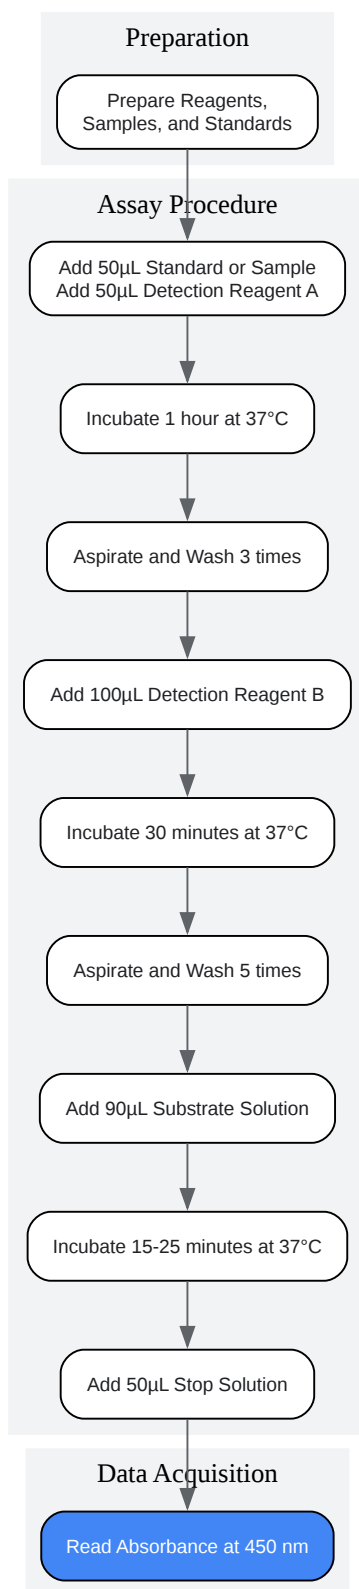 Preparation
Prepare Reagents,
Samples, and Standards
Assay Procedure
Add 50µL Standard or Sample
Add 50µL Detection Reagent A
Incubate 1 hour at 37°C
Aspirate and Wash 3 times
Add 100µL Detection Reagent B
Incubate 30 minutes at 37°C
Aspirate and Wash 5 times
Add 90µL Substrate Solution
Incubate 15-25 minutes at 37°C
Add 50µL Stop Solution
Data Acquisition
Read Absorbance at 450 nm